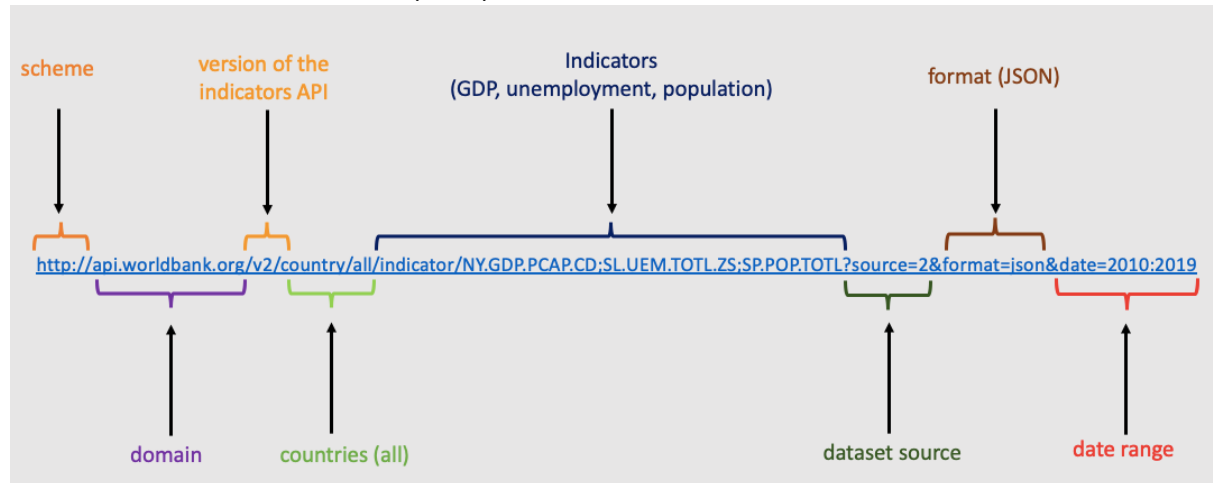 scheme
version of the
indicators API
Indicators
(GDP, unemployment, population)
format (JSON)
http://api.worldbank.org/v2/country/all/indicator/NY.GDP.PCAP.CD;SL.UEM.TOTL.ZS;SP.POP.TOTL?source=2&format=json&date=2010:2019
domain
countries (all)
dataset source
date range